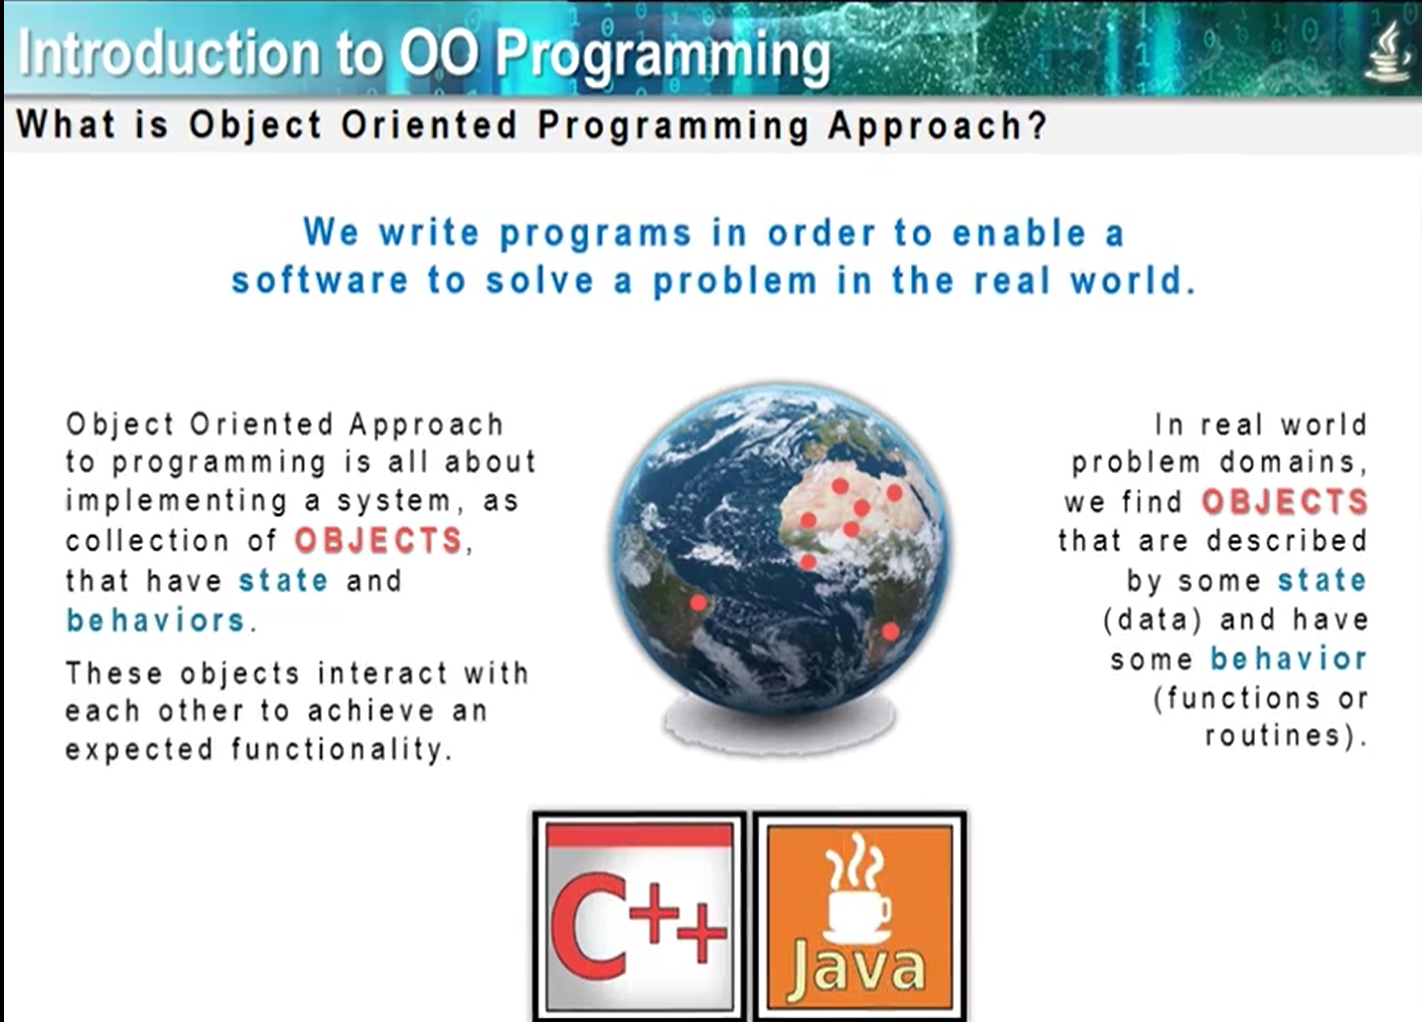 Introduction to OO Programming
What is Object Oriented Programming Approach?
We write programs in order to enable a
software to solve a problem in the real world.
Object Oriented Approach
to programming is all about
implementing a system, as
collection of OBJECTS,
that have state and
behaviors.
These objects interact with
each other to achieve an
expected functionality.
In real world
problem domains,
we find OBJECTS
that are described
by some state
(data) and have
some behavior
(functions or
routines).
C++
Java